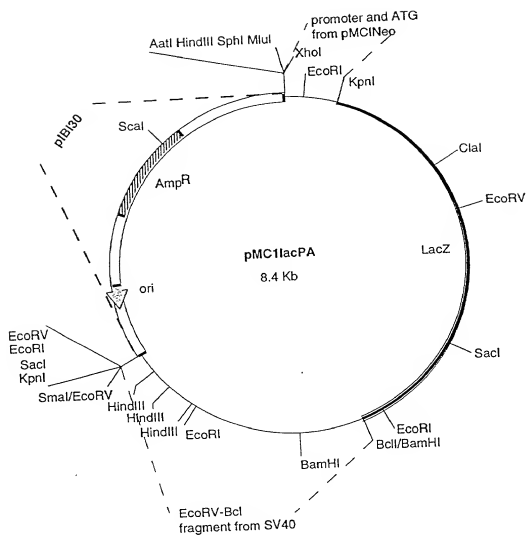 promoter and ATG
from pMCINeo
AatI HindIII SphI MluI
XhoI
EcoRI
KpnI
pIBI30
ScaI
AmpR
ClaI
EcoRV
LacZ
pMC1lacPA
8.4 Kb
ori
EcoRV
EcoRI
SacI
KpnI
SmaI/EcoRV
HindIII
HindIII
HindIII
EcoRI
SacI
EcoRI
BclI/BamHI
BamHI
EcoRV-BclI
fragment from SV40